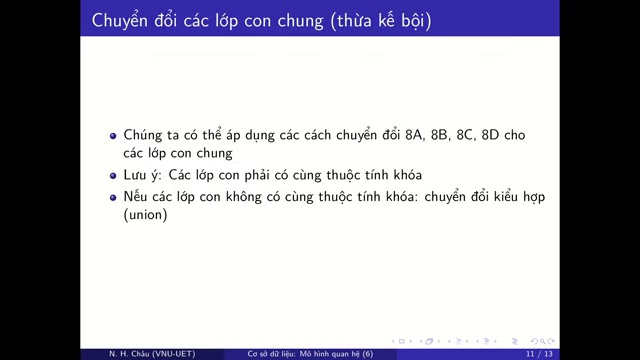 Chuyển đổi các lớp con chung (thừa kế bội)
Chúng ta có thể áp dụng các cách chuyển đổi 8A, 8B, 8C, 8D cho
các lớp con chung
Lưu ý: Các lớp con phải có cùng thuộc tính khóa
Nếu các lớp con không có cùng thuộc tính khóa: chuyển đổi kiểu hợp
(union)
N. H. Châu (VNU-UET)
Cơ sở dữ liệu: Mô hình quan hệ (6)
11 / 13